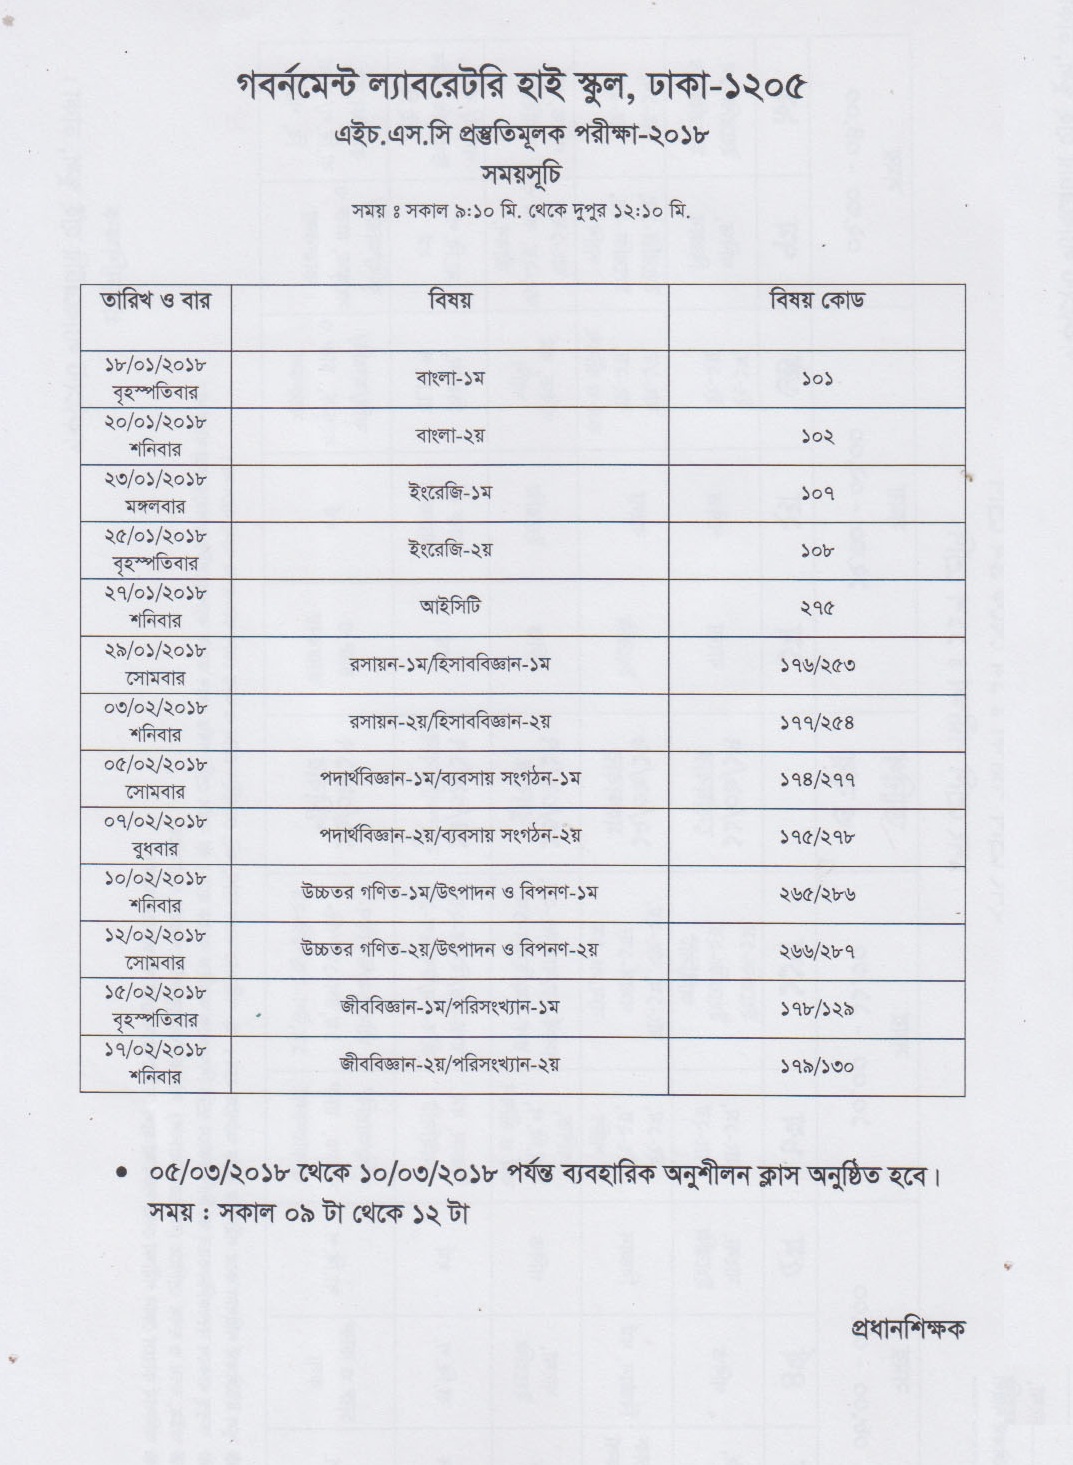 গবর্নমেন্ট ল্যাবরেটরি হাই স্কুল, ঢাকা-১২০৫
এইচ.এস.সি প্রস্তুতিমূলক পরীক্ষা-২০১৮
সময়সূচি
সময় ঃ সকাল ৯:১০ মি. থেকে দুপুর ১২:১০ মি.
তারিখ ও বার বিষয় বিষয় কোড
১৮/০১/২০১৮
বৃহস্পতিবার বাংলা-১ম ১০১
২০/০১/২০১৮
শনিবার বাংলা-২য় ১০২
২৩/০১/২০১৮
মঙ্গলবার ইংরেজি-১ম ১০৭
২৫/০১/২০১৮
বৃহস্পতিবার ইংরেজি-২য় ১০৮
২৭/০১/২০১৮
শনিবার আইসিটি ২৭৫
২৯/০১/২০১৮
সোমবার রসায়ন-১ম/হিসাববিজ্ঞান-১ম ১৭৬/২৫৩
০৩/০২/২০১৮
শনিবার রসায়ন-২য়/হিসাববিজ্ঞান-২য় ১৭৭/২৫৪
০৫/০২/২০১৮
সোমবার পদার্থবিজ্ঞান-১ম/ব্যবসায় সংগঠন-১ম ১৭৪/২৭৭
০৭/০২/২০১৮
বুধবার পদার্থবিজ্ঞান-২য়/ব্যবসায় সংগঠন-২য় ১৭৫/২৭৮
১০/০২/২০১৮
শনিবার উচ্চতর গণিত-১ম/উৎপাদন ও বিপনণ-১ম ২৬৫/২৮৬
১২/০২/২০১৮
সোমবার উচ্চতর গণিত-২য়/উৎপাদন ও বিপনণ-২য় ২৬৬/২৮৭
১৫/০২/২০১৮
বৃহস্পতিবার জীববিজ্ঞান-১ম/পরিসংখ্যান-১ম ১৭৮/১২৯
১৭/০২/২০১৮
শনিবার জীববিজ্ঞান-২য়/পরিসংখ্যান-২য় ১৭৯/১৩০
• ০৫/০৩/২০১৮ থেকে ১০/০৩/২০১৮ পর্যন্ত ব্যবহারিক অনুশীলন ক্লাস অনুষ্ঠিত হবে।
সময় : সকাল ০৯ টা থেকে ১২ টা
প্রধানশিক্ষক